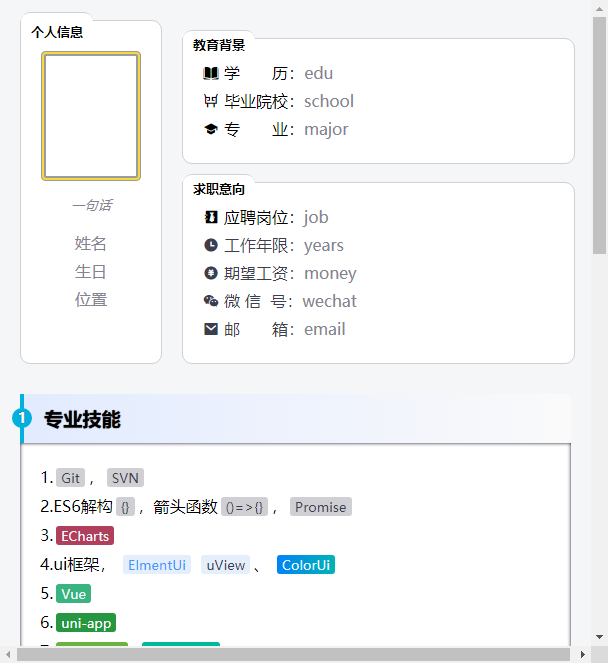 个人信息
一句话
姓名
生日
位置
教育背景
学 历：edu
毕业院校：school
专 业：major
求职意向
应聘岗位：job
工作年限：years
期望工资：money
微 信 号：wechat
邮 箱：email
1 专业技能
1. Git ， SVN
2.ES6解构 {} ，箭头函数 ()=>{} ， Promise
3. ECharts
4.ui框架， ElmentUi uView 、 ColorUi
5. Vue
6. uni-app